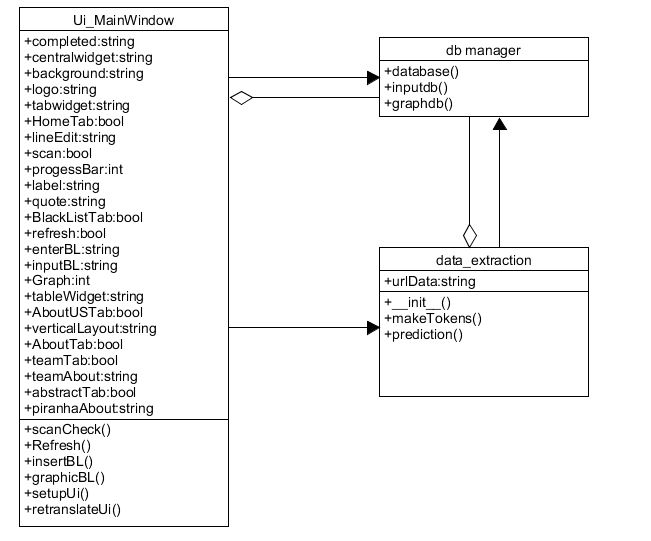 Ui_MainWindow
+completed:string
+centralwidget:string
+background:string
+logo:string
+tabwidget:string
+HomeTab:bool
+lineEdit:string
+scan:bool
+progessBar:int
+label:string
+quote:string
+BlackListTab:bool
+refresh:bool
+enterBL:string
+inputBL:string
+Graph:int
+tableWidget:string
+AboutUSTab:bool
+verticalLayout:string
+AboutTab:bool
+teamTab:bool
+teamAbout:string
+abstractTab:bool
+piranhaAbout:string
+scanCheck()
+Refresh()
+insertBL()
+graphicBL()
+setupUi()
+retranslateUi()
db manager
+database()
+inputdb()
+graphdb()
data_extraction
+urlData:string
+__init__()
+makeTokens()
+prediction()